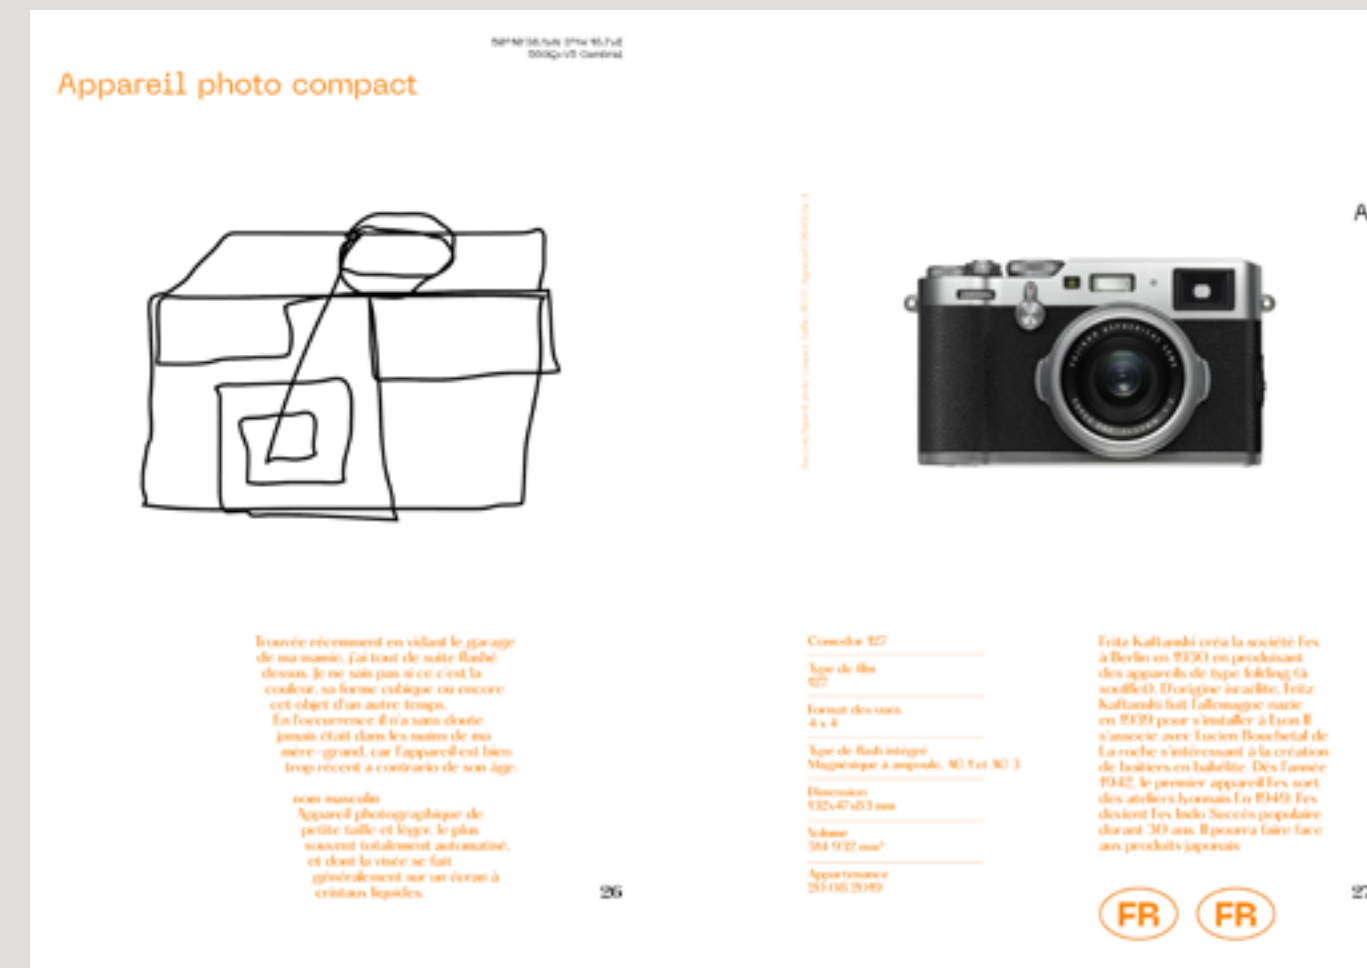 Appareil photo compact
Trouvée récemment en vidant le garage
de ma mamie, j'ai tout de suite flashé
dessus. Je ne sais pas si ce c'est la
couleur, sa forme cubique ou encore
cet objet d'un autre temps.
En l'occurrence il n'a sans doute
jamais était dans les mains de ma
mère-grand, car l'appareil est bien
trop récent a contrario de son âge.
nom masculin
Appareil photographique de
petite taille et léger, le plus
souvent totalement automatisé,
et dont la visée se fait
généralement sur un écran à
cristaux liquides.
26
A
Comodor 127
Type de film
127
Format des vues
4 x 4
Type de flash intégré
Magnésique à ampoule, AG 1 et AG 3
Dimension
Volume
Appartenance
Fritz Kaftanski créa la société Fex
à Berlin en 1930 en produisant
des appareils de type folding (à
soufflet). D'origine israélite, Fritz
Kaftanski fuit l'allemagne nazie
en 1939 pour s'installer à Lyon Il
s'associe avec Lucien Bouchetal de
La roche s'intéressant à la création
de boitiers en bakélite. Dès l'année
1942, le premier appareil Fex sort
des ateliers lyonnais En 1949, Fex
devient Fex Indo Succès populaire
durant 30 ans. Il pourra faire face
aux produits japonais
FR FR
27